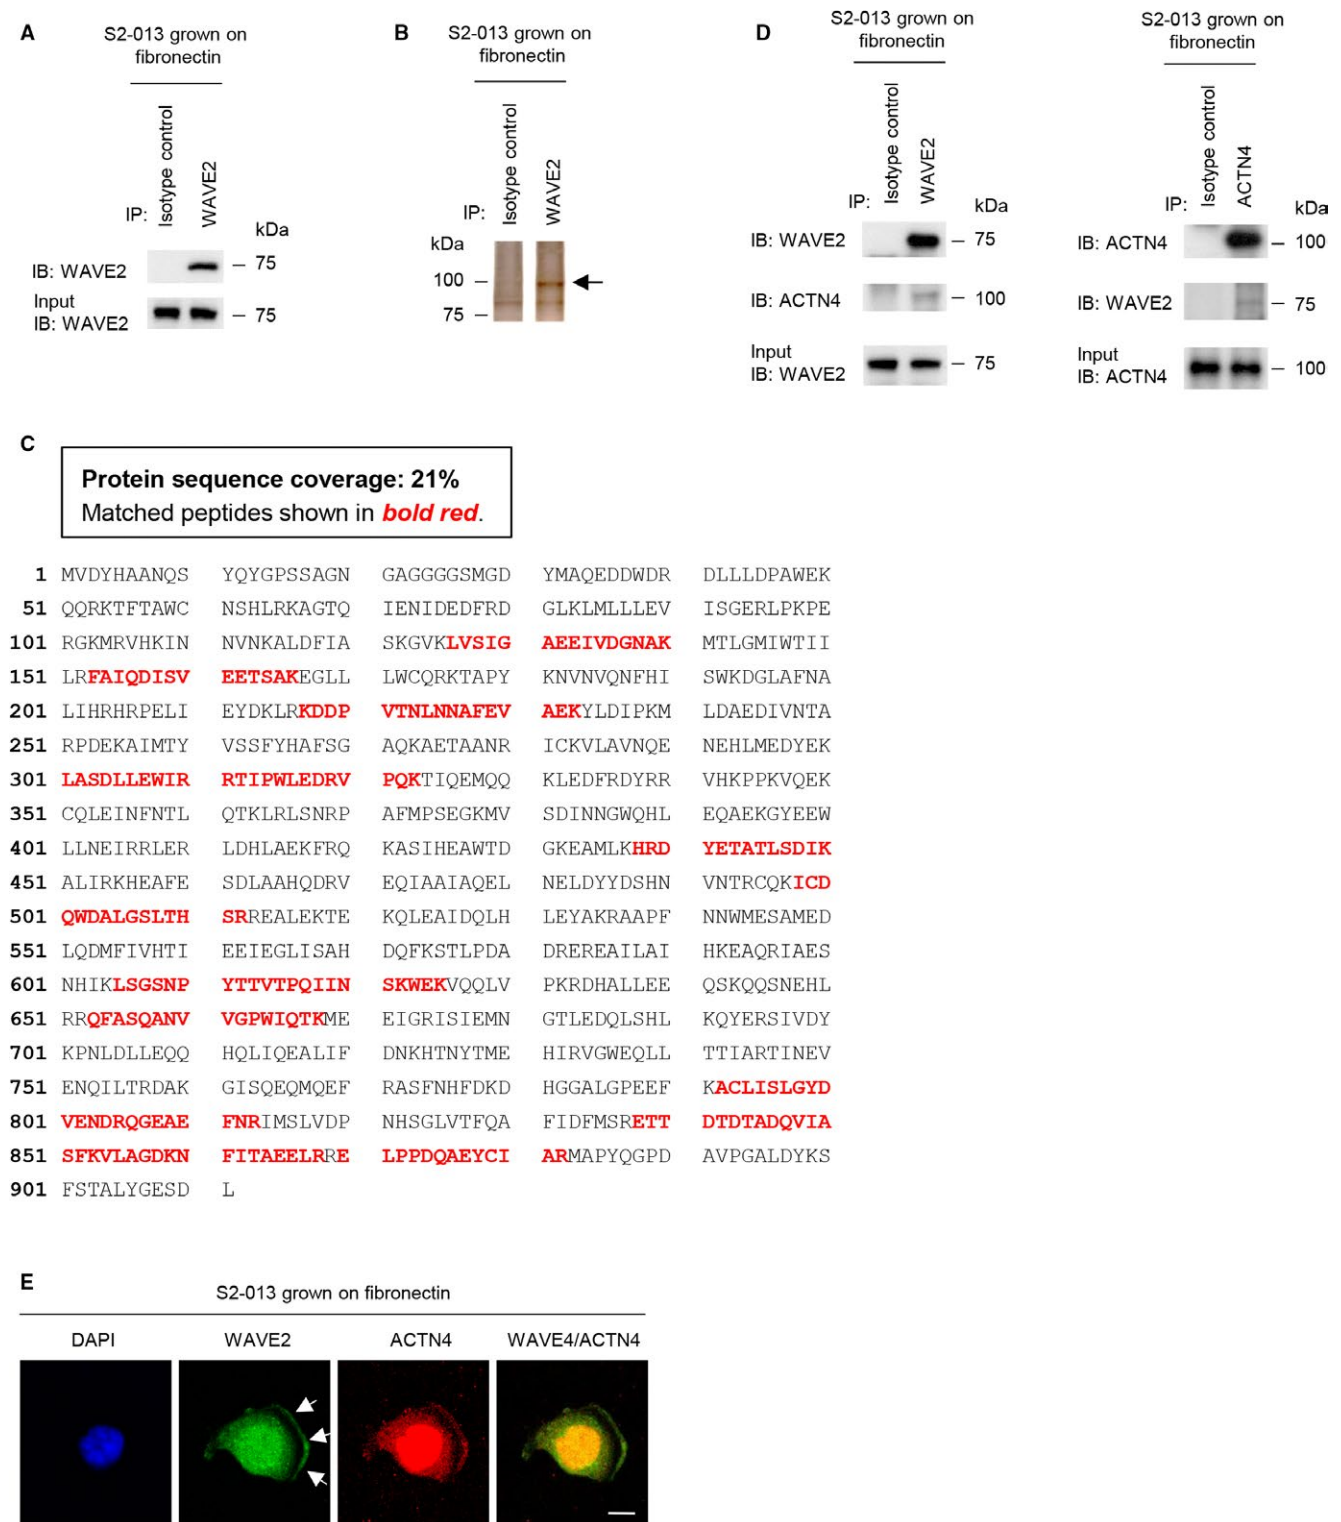 A
S2-013 grown on
fibronectin
IP:
Isotype control
WAVE2
kDa
IB: WAVE2
75
Input
IB: WAVE2
75
B
S2-013 grown on
fibronectin
IP:
Isotype control
WAVE2
kDa
100
75
D
S2-013 grown on
fibronectin
IP:
Isotype control
WAVE2
kDa
IB: WAVE2
75
IB: ACTN4
100
Input
IB: WAVE2
75
S2-013 grown on
fibronectin
IP:
Isotype control
ACTN4
kDa
IB: ACTN4
100
IB: WAVE2
75
Input
IB: ACTN4
100
C
Protein sequence coverage: 21%
Matched peptides shown in bold red.
1 MVDYHAANQS YQYGPSSAGN GAGGGGSMGD YMAQEDDWDR DLLLDPAWEK
51 QQRKTFTAWC NSHLRKAGTQ IENIDEDFRD GLKLMLLLEV ISGERLPKPE
101 RGKMRVHKIN NVNKALDFIA SKGVKLVSIG AEEIVDGNAK MTLGMIWTII
151 LRFAIQDISV EETSAKEGLL LWCQRKTAPY KNVNVQNFHI SWKDGLAFNA
201 LIHRHRPELI EYDKLRKDDP VTNLNNAFEV AEKYLDIPKM LDAEDIVNTA
251 RPDEKAIMTY VSSFYHAFSG AQKAETAANR ICKVLAVNQE NEHLMEDYEK
301 LASDLLEWIR RTIPWLEDRV PQKTIQEMQQ KLEDFRDYRR VHKPPKVQEK
351 CQLEINFNTL QTKLRLSNRP AFMPSEGKMV SDINNGWQHL EQAEKGYEEW
401 LLNEIRRLER LDHLAEKFRQ KASIHEAWTD GKEAMLKHRD YETATLSDIK
451 ALIRKHEAFE SDLAAHQDRV EQIAAIAQEL NELDYYDSHN VNTRCQKICD
501 QWDALGSLTH SRREALEKTE KQLEAIDQLH LEYAKRAAPF NNWMESAMED
551 LQDMFIVHTI EEIEGLISAH DQFKSTLPDA DREREAILAI HKEAQRIAES
601 NHIKLSGSNP YTTVTPQIIN SKWEKVQQLV PKRDHALLEE QSKQQSNEHL
651 RRQFASQANV VGPWIQTKME EIGRISIEMN GTLEDQLSHL KQYERSIVDY
701 KPNLDLLEQQ HQLIQEALIF DNKHTNYTME HIRVGWEQLL TTIARTINEV
751 ENQILTRDAK GISQEQMQEF RASFNHFDKD HGGALGPEEF KACLISLGYD
801 VENDRQGEAE FNRIMSLVDP NHSGLVTFQA FIDFMSRETT DTDTADQVIA
851 SFKVLAGDKN FITAEELRRE LPPDQAEYCI ARMAPYQGPD AVPGALDYKS
901 FSTALYGESD L
E
S2-013 grown on fibronectin
DAPI
WAVE2
ACTN4
WAVE4/ACTN4